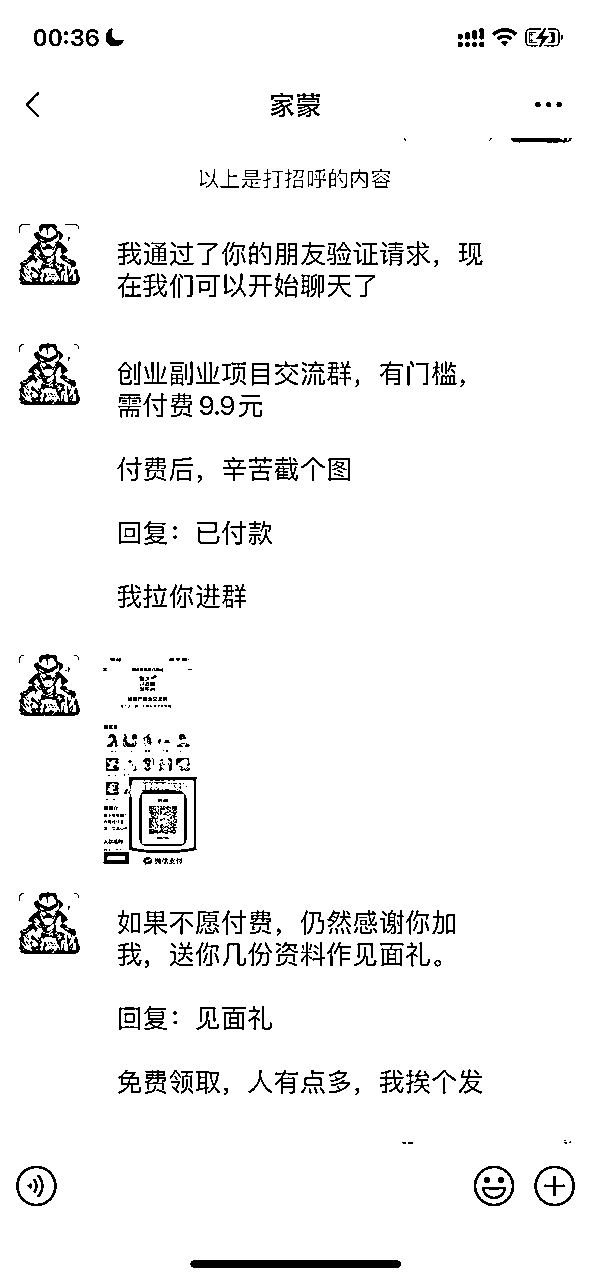 00:36
家蒙
以上是打招呼的内容
我通过了你的朋友验证请求，现
在我们可以开始聊天了
创业副业项目交流群，有门槛，
需付费9.9元
付费后，辛苦截个图
回复：已付款
我拉你进群
微信支付
如果不愿付费，仍然感谢你加
我，送你几份资料作见面礼。
回复：见面礼
免费领取，人有点多，我挨个发